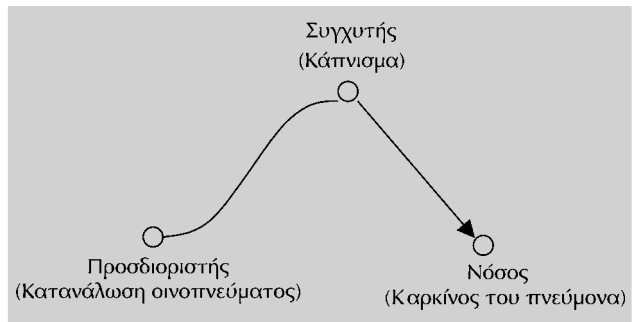 Συγχυτής
(Κάπνισμα)
Προσδιοριστής
(Κατανάλωση οινοπνεύματος)
Νόσος
(Καρκίνος του πνεύμονα)